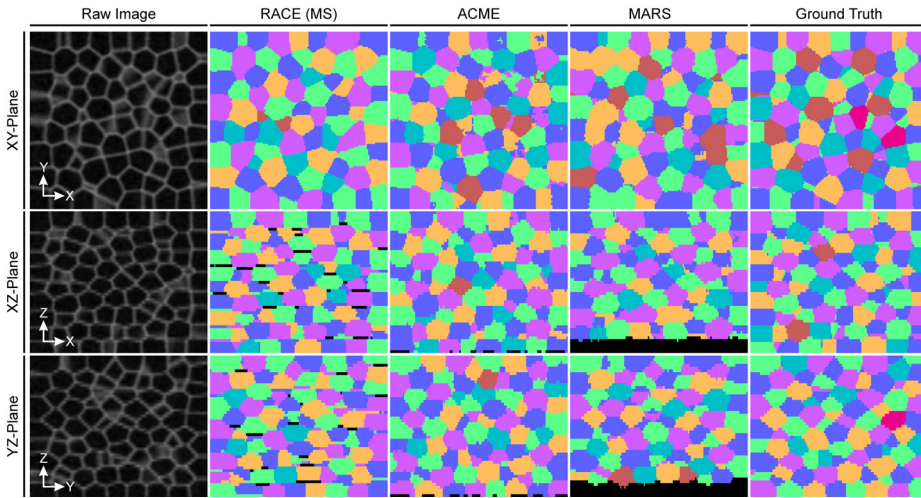 Raw Image RACE (MS) ACME MARS Ground Truth
XY-Plane
Y
X
XZ-Plane
Z
X
YZ-Plane
Z
Y